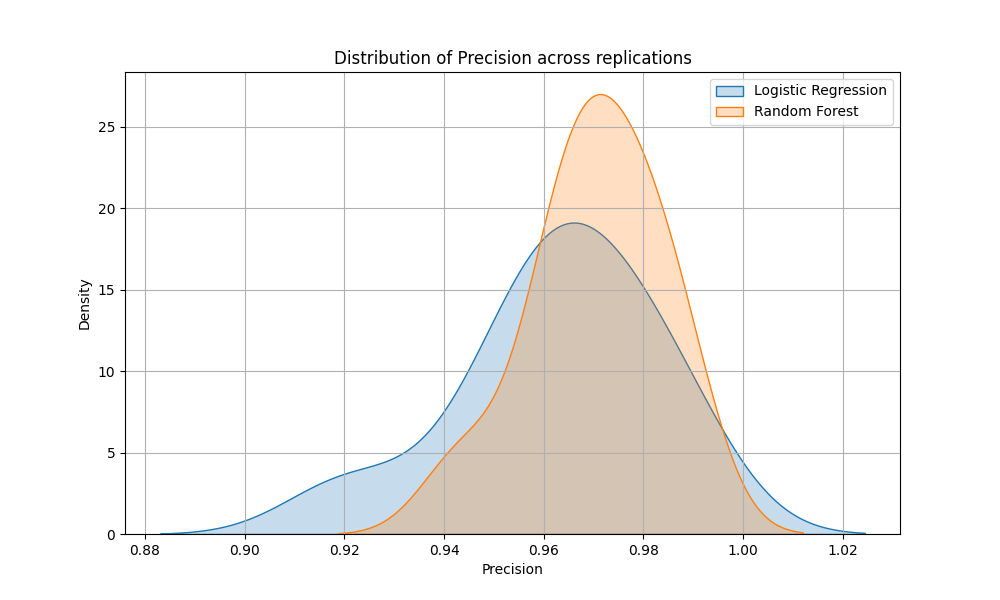 Distribution of Precision across replications
Logistic Regression
Random Forest
Density
25
20
15
10
5
0
0.88 0.90 0.92 0.94 0.96 0.98 1.00 1.02
Precision